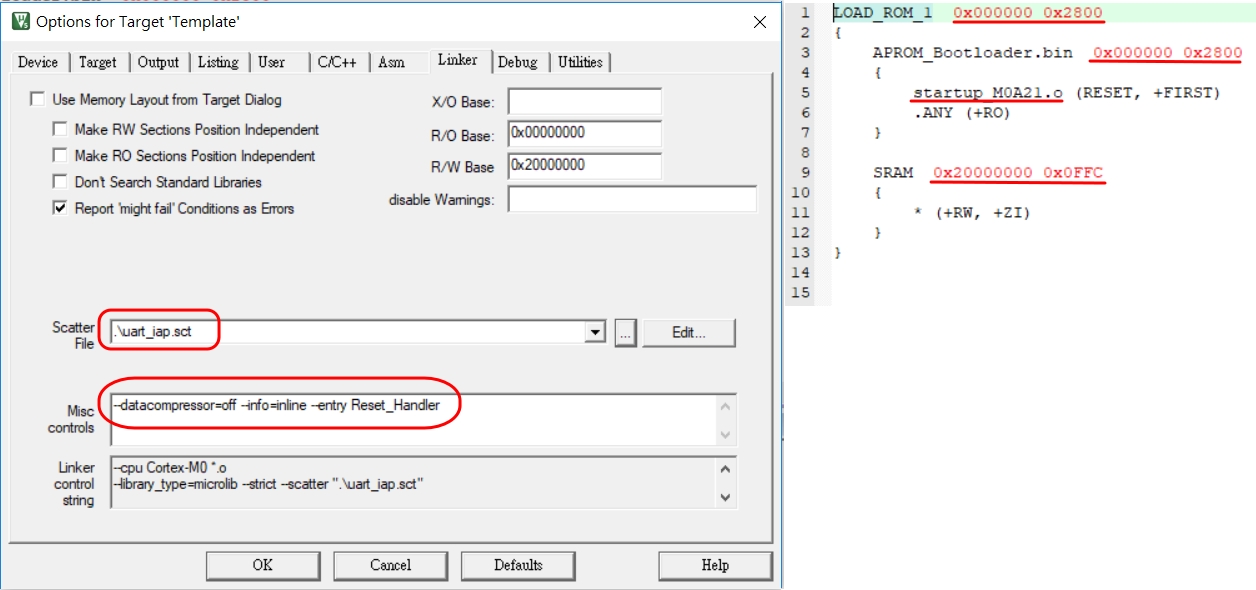 Options for Target 'Template'
Device Target Output Listing User C/C++ Asm Linker Debug Utilities
Use Memory Layout from Target Dialog
Make RW Sections Position Independent
Make RO Sections Position Independent
Don't Search Standard Libraries
Report 'might fail' Conditions as Errors
X/O Base:
R/O Base: 0x00000000
R/W Base 0x20000000
disable Warnings:
Scatter
File
.\uart_iap.sct
... Edit...
Misc
controls
--datacompressor=off --info=inline --entry Reset_Handler
Linker
control
string
--cpu Cortex-M0 *.o
--library_type=microlib --strict --scatter ".\uart_iap.sct"
OK Cancel Defaults Help
1 LOAD_ROM_1 0x000000 0x2800
2 {
3 APROM_Bootloader.bin 0x000000 0x2800
4 {
5 startup_M0A21.o (RESET, +FIRST)
6 .ANY (+RO)
7 }
8
9 SRAM 0x20000000 0x0FFC
10 {
11 * (+RW, +ZI)
12 }
13 }
14
15